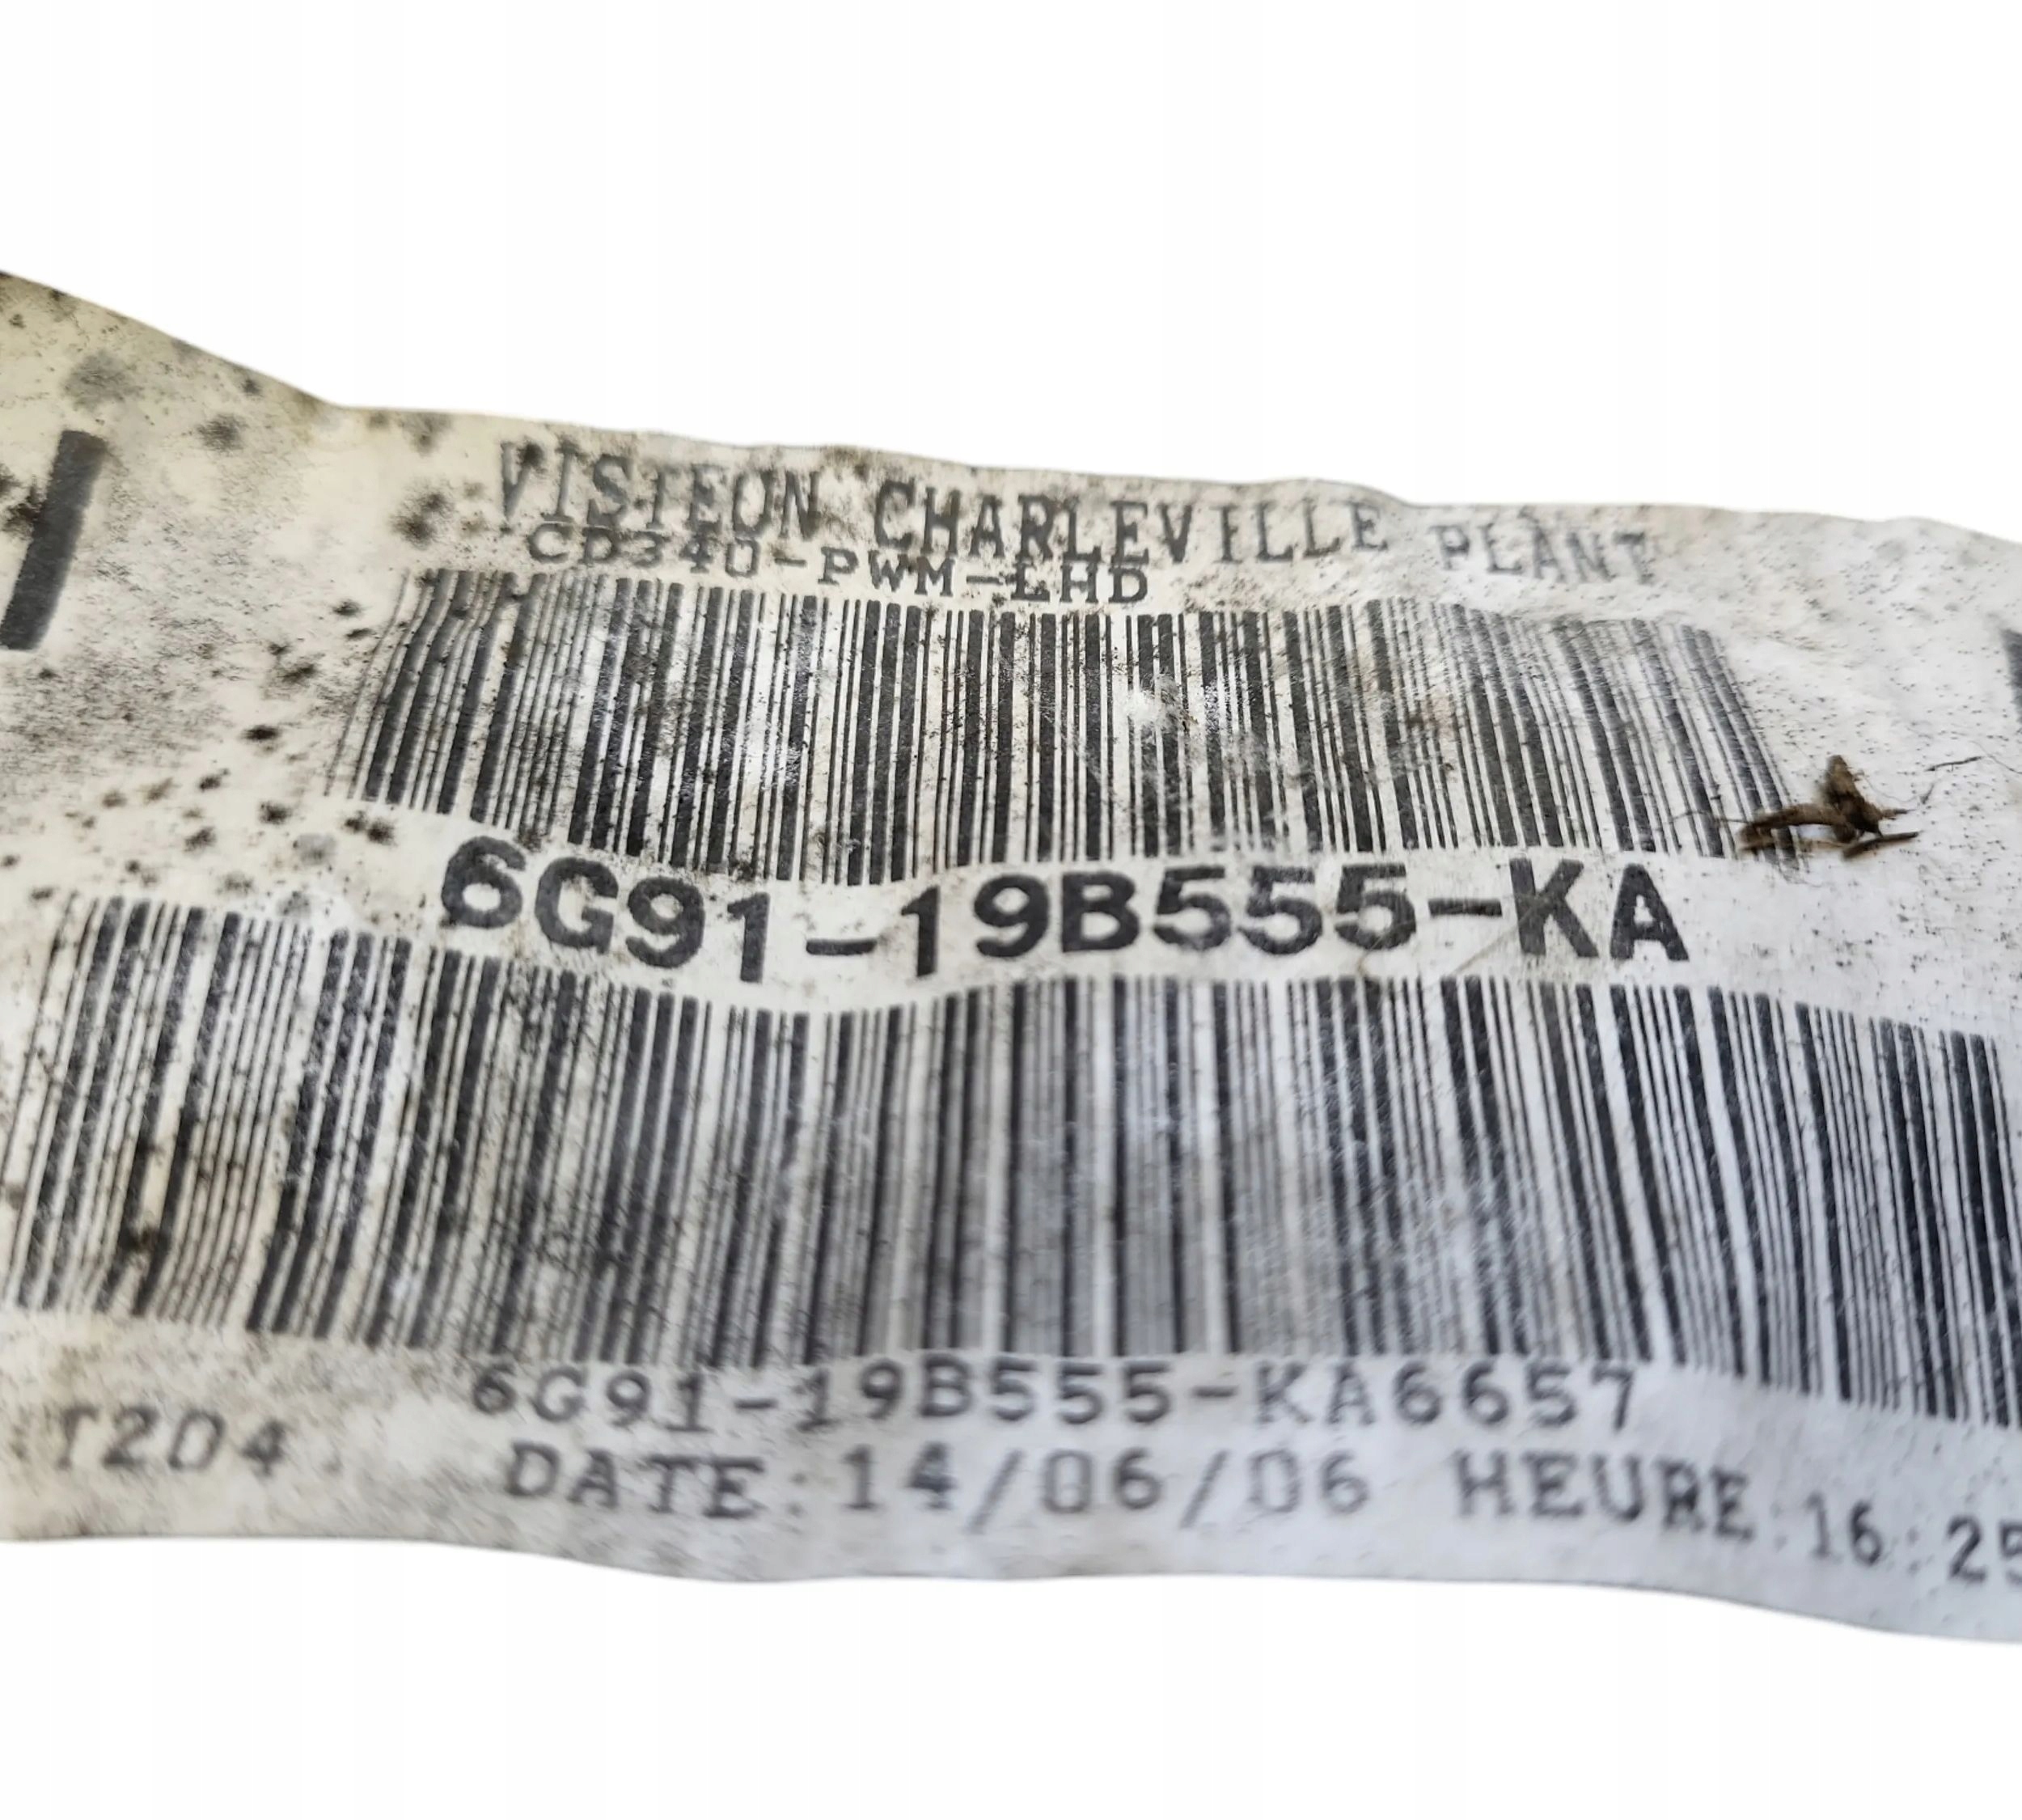 VISTEON CHARLEVILLE PLANT
CD340-PWM-LHD
6G91-19B555-KA
6G91-19B555-KA6657
T2D4
DATE:14/06/06 HEURE:16:25